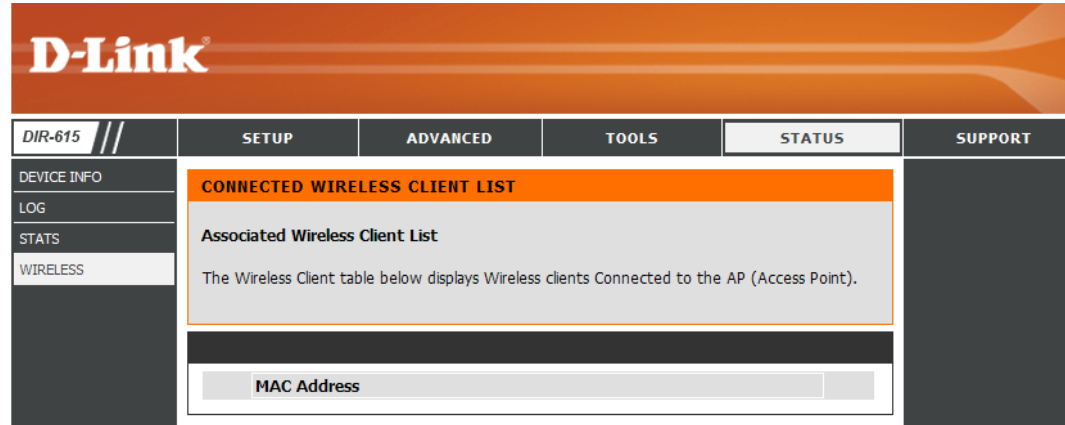 D-Link®
DIR-615
SETUP ADVANCED TOOLS STATUS SUPPORT
DEVICE INFO
LOG
STATS
WIRELESS
CONNECTED WIRELESS CLIENT LIST
Associated Wireless Client List
The Wireless Client table below displays Wireless clients Connected to the AP (Access Point).
MAC Address